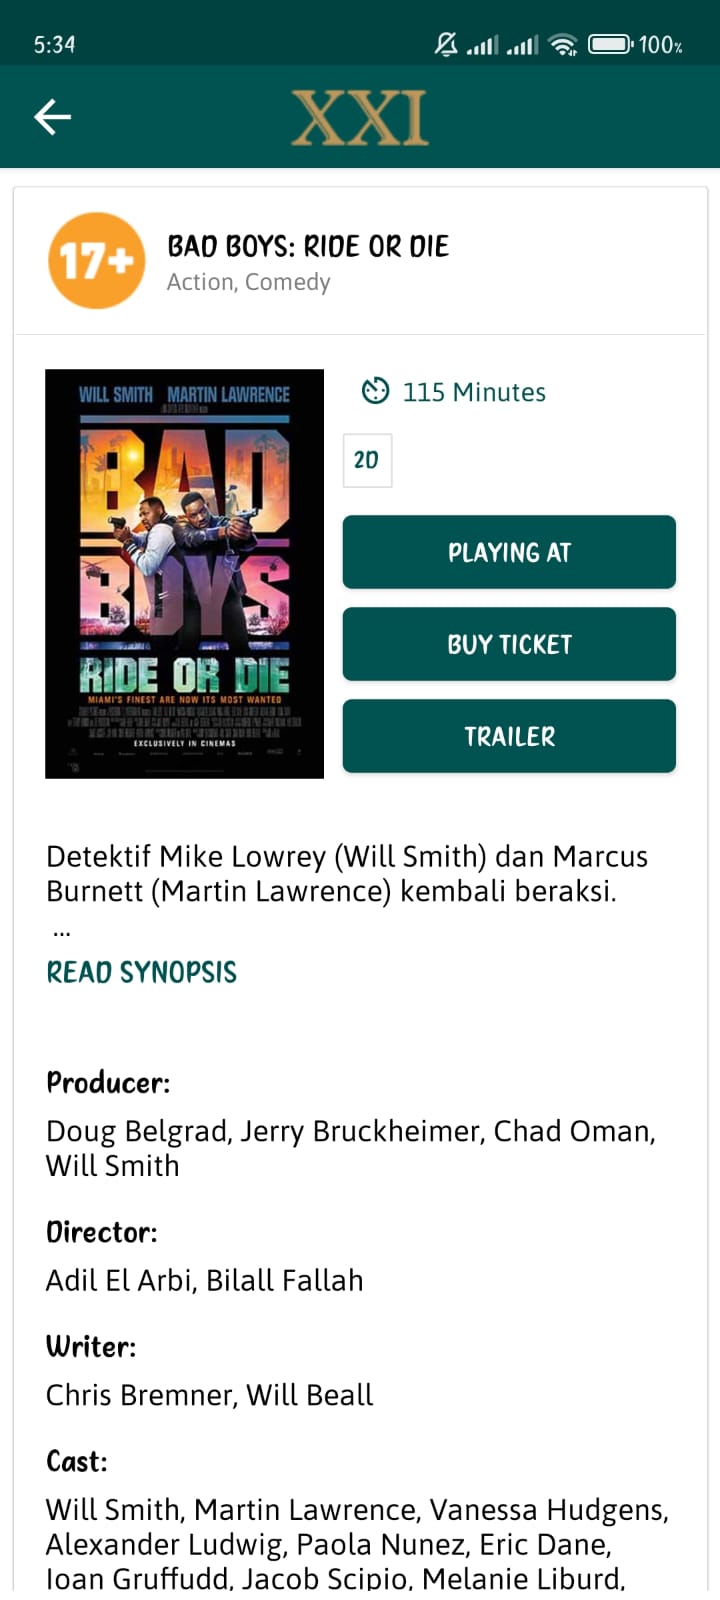 5:34
100%
XXI
17+
BAD BOYS: RIDE OR DIE
Action, Comedy
WILL SMITH MARTIN LAWRENCE
BAD
BOYS
RIDE OR DIE
MIAMI'S FINEST ARE NOW ITS MOST WANTED
EXCLUSIVELY IN CINEMAS
115 Minutes
2D
PLAYING AT
BUY TICKET
TRAILER
Detektif Mike Lowrey (Will Smith) dan Marcus
Burnett (Martin Lawrence) kembali beraksi.
...
READ SYNOPSIS
Producer:
Doug Belgrad, Jerry Bruckheimer, Chad Oman,
Will Smith
Director:
Adil El Arbi, Bilall Fallah
Writer:
Chris Bremner, Will Beall
Cast:
Will Smith, Martin Lawrence, Vanessa Hudgens,
Alexander Ludwig, Paola Nunez, Eric Dane,
Ioan Gruffudd, Jacob Scipio, Melanie Liburd,